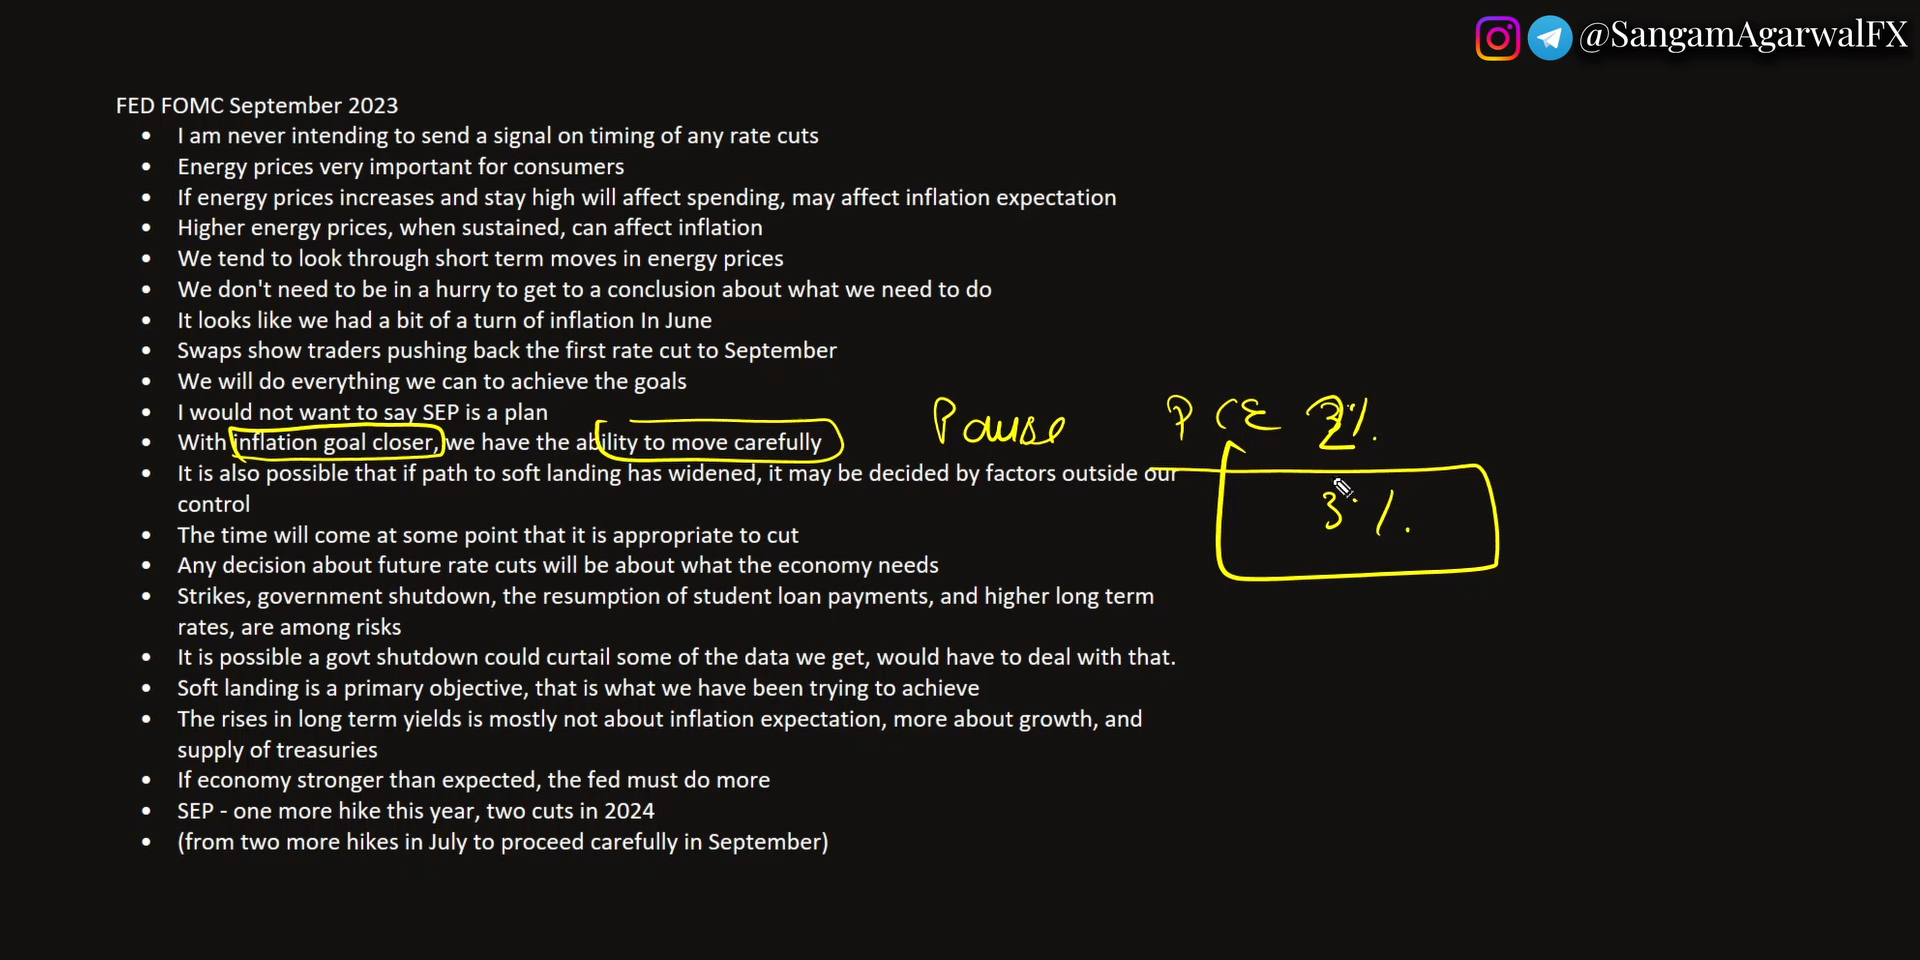 @SangamAgarwalFX
FED FOMC September 2023
• I am never intending to send a signal on timing of any rate cuts
• Energy prices very important for consumers
• If energy prices increases and stay high will affect spending, may affect inflation expectation
• Higher energy prices, when sustained, can affect inflation
• We tend to look through short term moves in energy prices
• We don't need to be in a hurry to get to a conclusion about what we need to do
• It looks like we had a bit of a turn of inflation In June
• Swaps show traders pushing back the first rate cut to September
• We will do everything we can to achieve the goals
• I would not want to say SEP is a plan
• With inflation goal closer, we have the ability to move carefully
Pause
PCE %.
3%.
• It is also possible that if path to soft landing has widened, it may be decided by factors outside our
control
• The time will come at some point that it is appropriate to cut
• Any decision about future rate cuts will be about what the economy needs
• Strikes, government shutdown, the resumption of student loan payments, and higher long term
rates, are among risks
• It is possible a govt shutdown could curtail some of the data we get, would have to deal with that.
• Soft landing is a primary objective, that is what we have been trying to achieve
• The rises in long term yields is mostly not about inflation expectation, more about growth, and
supply of treasuries
• If economy stronger than expected, the fed must do more
• SEP - one more hike this year, two cuts in 2024
• (from two more hikes in July to proceed carefully in September)